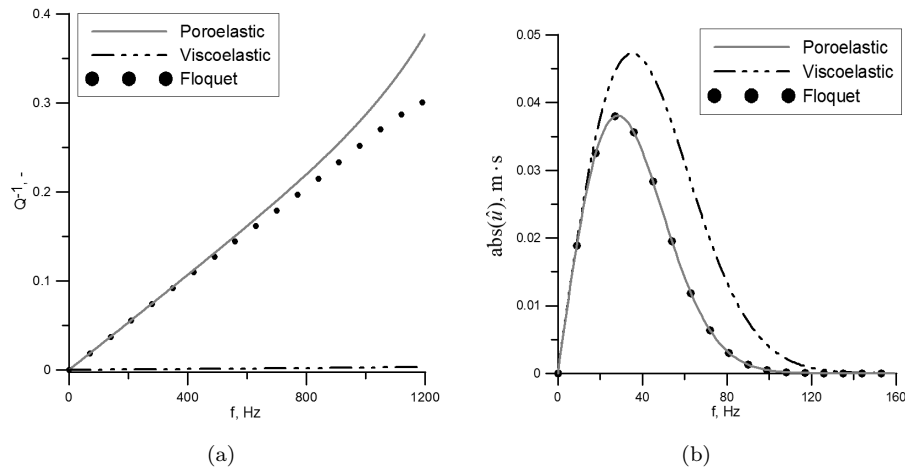 0.4
0.3
0.2
0.1
0
Q⁻¹, -
Poroelastic
Viscoelastic
Floquet
0 400 800 1200
f, Hz
(a)
0.05
0.04
0.03
0.02
0.01
0
abs(û), m · s
Poroelastic
Viscoelastic
Floquet
0 40 80 120 160
f, Hz
(b)